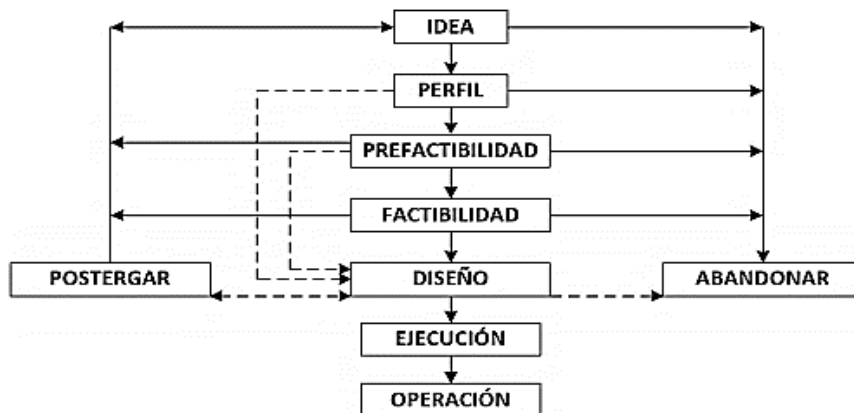 IDEA
PERFIL
PREFACTIBILIDAD
FACTIBILIDAD
POSTERGAR
DISEÑO
ABANDONAR
EJECUCIÓN
OPERACIÓN